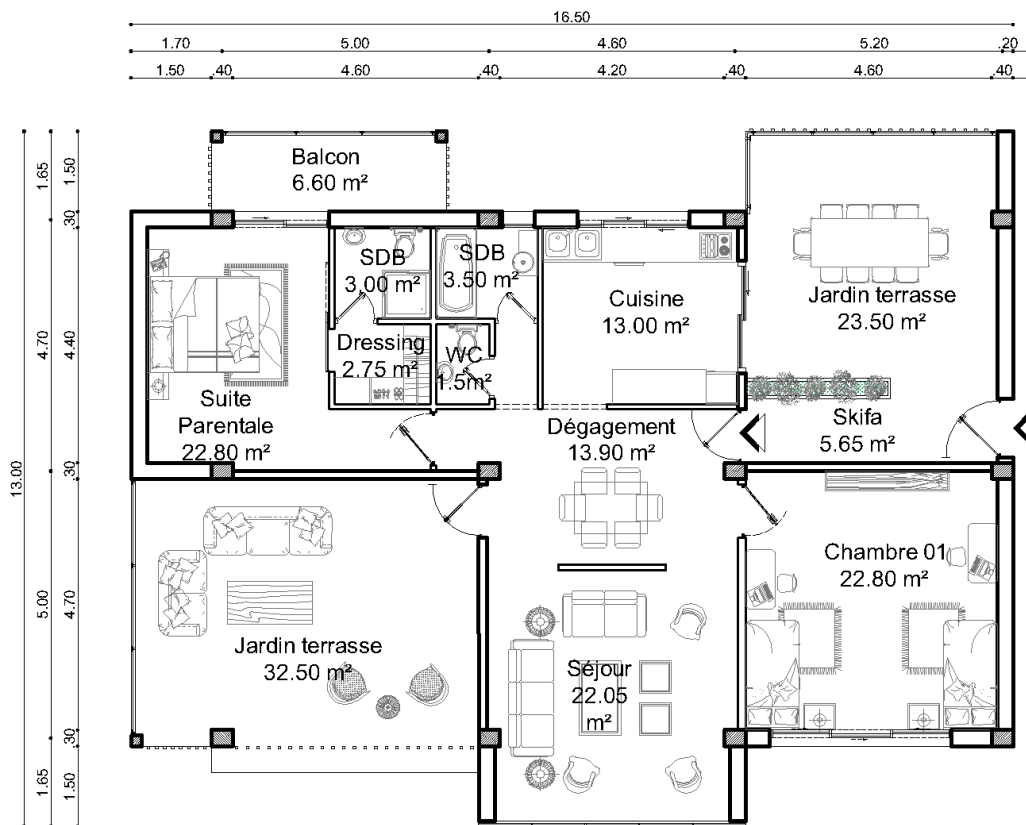 16.50
1.70 5.00 4.60 5.20 .20
1.50 .40 4.60 .40 4.20 .40 4.60 .40
13.00
1.65 4.70 .30 5.00 1.65
1.50 .30 4.40 .30 4.70 .30 1.50
Balcon
6.60 m²
SDB
3.00 m²
SDB
3.50 m²
Cuisine
13.00 m²
Jardin terrasse
23.50 m²
Dressing
2.75 m²
WC
1.5m²
Suite
Parentale
22.80 m²
Dégagement
13.90 m²
Skifa
5.65 m²
Chambre 01
22.80 m²
Jardin terrasse
32.50 m²
Séjour
22.05
m²